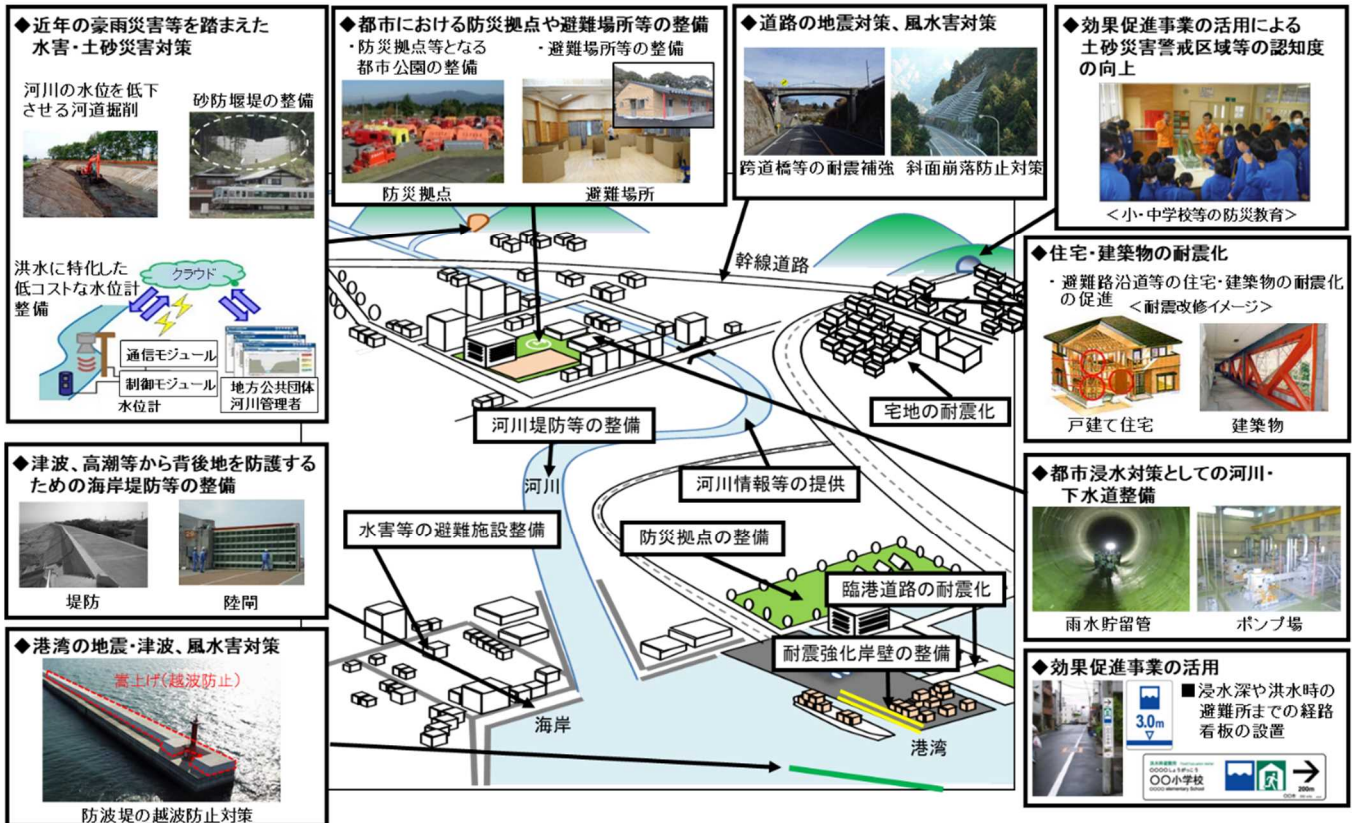 ◆近年の豪雨災害等を踏まえた
水害・土砂災害対策
河川の水位を低下
させる河道掘削
砂防堰堤の整備
洪水に特化した
低コストな水位計
整備
クラウド
通信モジュール
制御モジュール
水位計
地方公共団体
河川管理者
◆都市における防災拠点や避難場所等の整備
・防災拠点等となる
都市公園の整備
・避難場所等の整備
防災拠点
避難場所
◆道路の地震対策、風水害対策
跨道橋等の耐震補強
斜面崩落防止対策
◆効果促進事業の活用による
土砂災害警戒区域等の認知度
の向上
＜小・中学校等の防災教育＞
◆住宅・建築物の耐震化
・避難路沿道等の住宅・建築物の耐震化
の促進
＜耐震改修イメージ＞
戸建て住宅
建築物
◆津波、高潮等から背後地を防護する
ための海岸堤防等の整備
堤防
陸閘
◆港湾の地震・津波、風水害対策
嵩上げ(越波防止)
防波堤の越波防止対策
幹線道路
宅地の耐震化
河川堤防等の整備
河川
河川情報等の提供
水害等の避難施設整備
防災拠点の整備
臨港道路の耐震化
耐震強化岸壁の整備
海岸
港湾
◆都市浸水対策としての河川・
下水道整備
雨水貯留管
ポンプ場
◆効果促進事業の活用
■浸水深や洪水時の
避難所までの経路
看板の設置
3.0m
〇〇〇〇しょうがっこう
〇〇小学校
〇〇〇〇 elementary School
200m